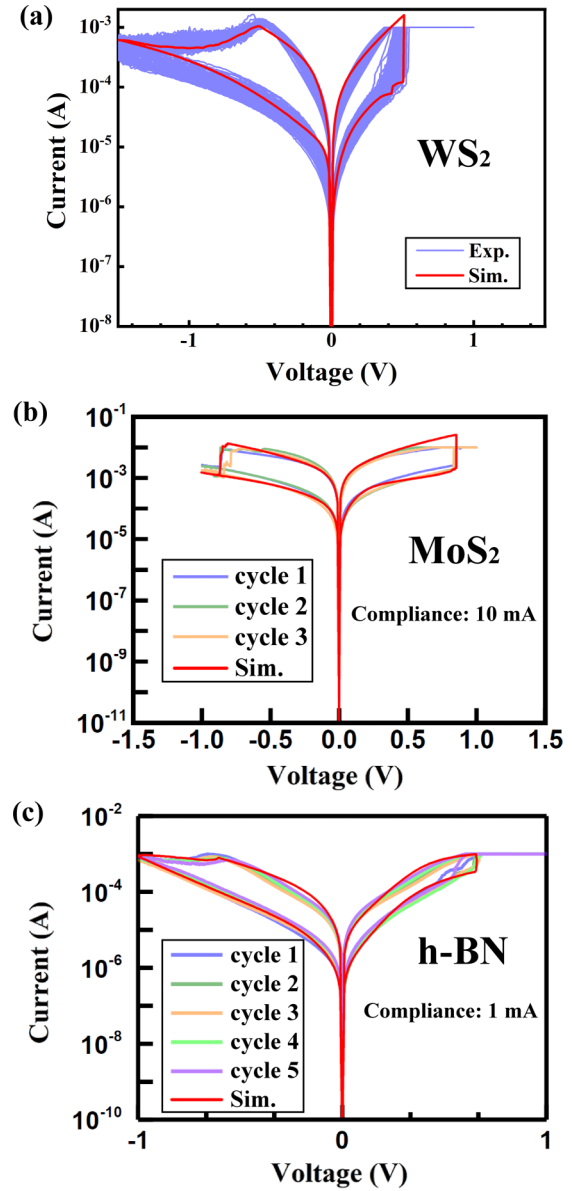 (a)
10⁻³
10⁻⁴
10⁻⁵
10⁻⁶
10⁻⁷
10⁻⁸
Current (A)
WS₂
Exp.
Sim.
-1 0 1
Voltage (V)
(b)
10⁻¹
10⁻³
10⁻⁵
10⁻⁷
10⁻⁹
10⁻¹¹
Current (A)
MoS₂
Compliance: 10 mA
cycle 1
cycle 2
cycle 3
Sim.
-1.5 -1.0 -0.5 0.0 0.5 1.0 1.5
Voltage (V)
(c)
10⁻²
10⁻⁴
10⁻⁶
10⁻⁸
10⁻¹⁰
Current (A)
h-BN
Compliance: 1 mA
cycle 1
cycle 2
cycle 3
cycle 4
cycle 5
Sim.
-1 0 1
Voltage (V)